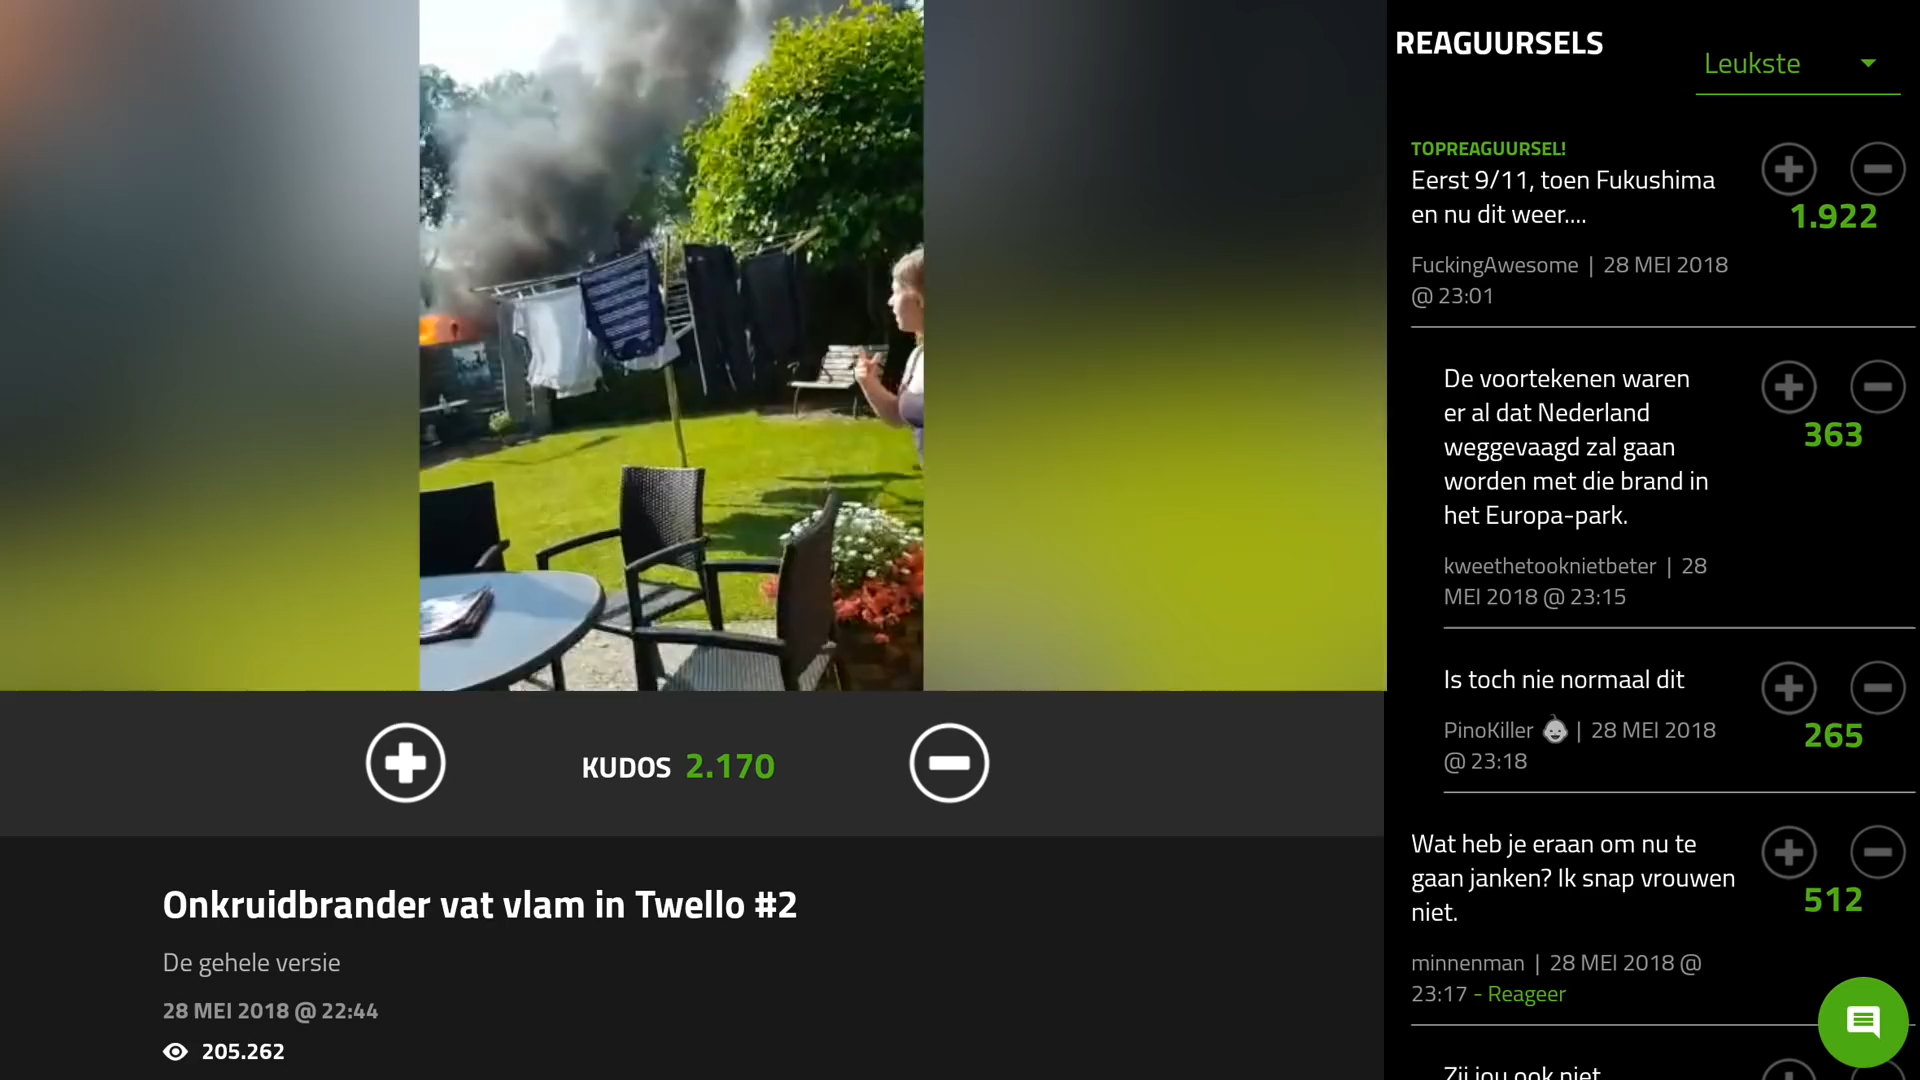 REAGUURSELS
Leukste
TOPREAGUURSEL!
Eerst 9/11, toen Fukushima
en nu dit weer....
1.922
FuckingAwesome | 28 MEI 2018
@ 23:01
De voortekenen waren
er al dat Nederland
weggevaagd zal gaan
worden met die brand in
het Europa-park.
363
kweethetooknietbeter | 28
MEI 2018 @ 23:15
Is toch nie normaal dit
265
PinoKiller | 28 MEI 2018
@ 23:18
Wat heb je eraan om nu te
gaan janken? Ik snap vrouwen
niet.
512
minnenman | 28 MEI 2018 @
23:17 - Reageer
Zij jou ook niet
KUDOS 2.170
Onkruidbrander vat vlam in Twello #2
De gehele versie
28 MEI 2018 @ 22:44
205.262